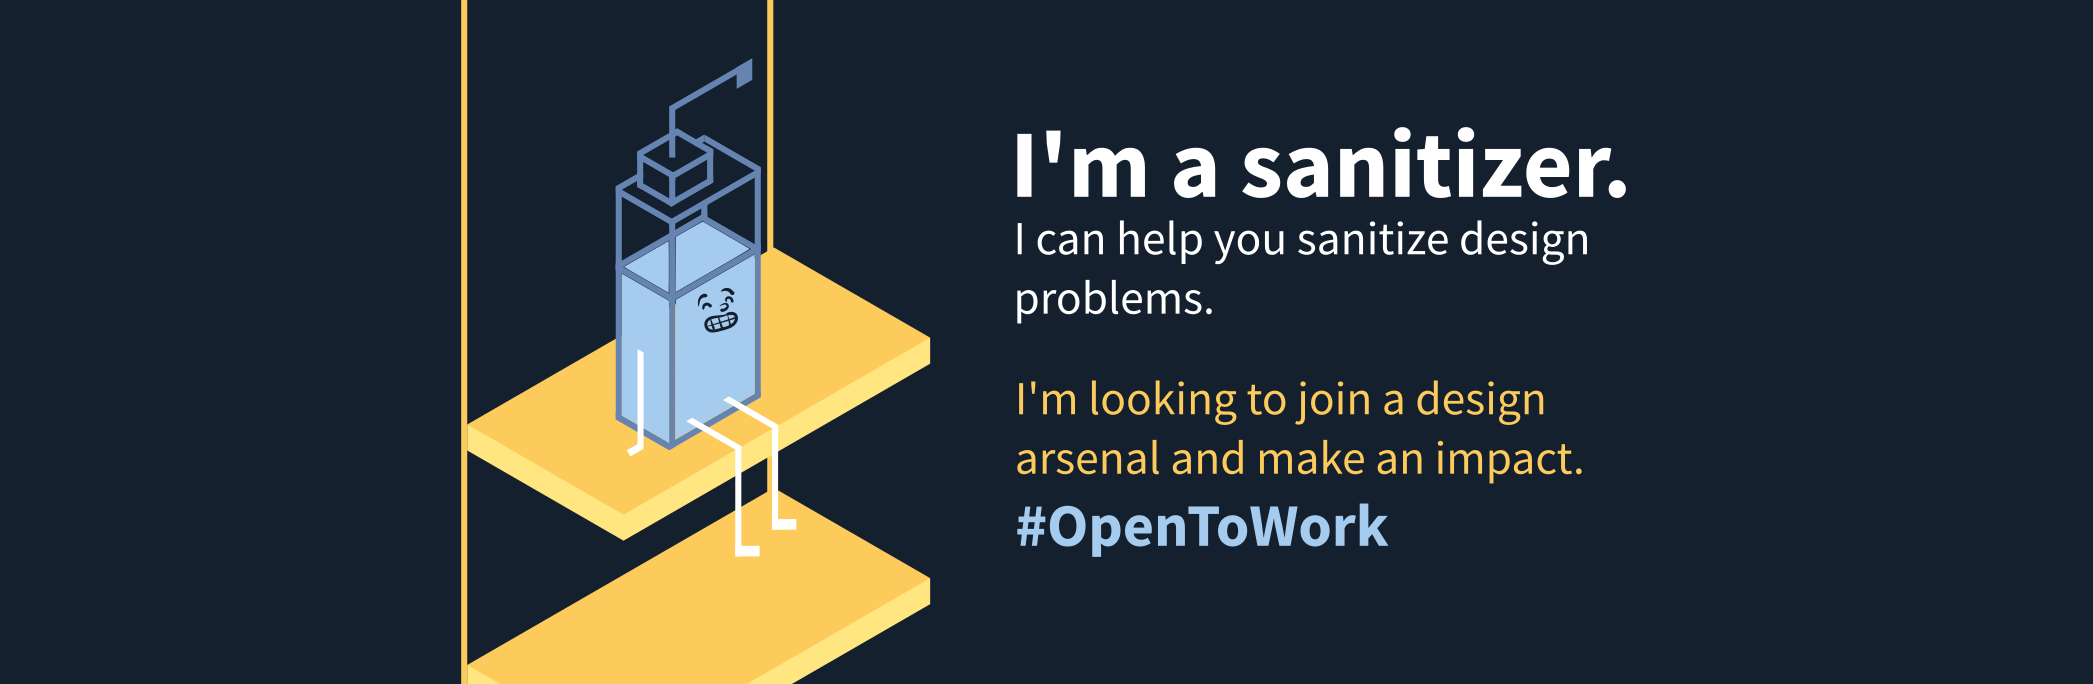 I'm a sanitizer.
I can help you sanitize design
problems.
I'm looking to join a design
arsenal and make an impact.
#OpenToWork